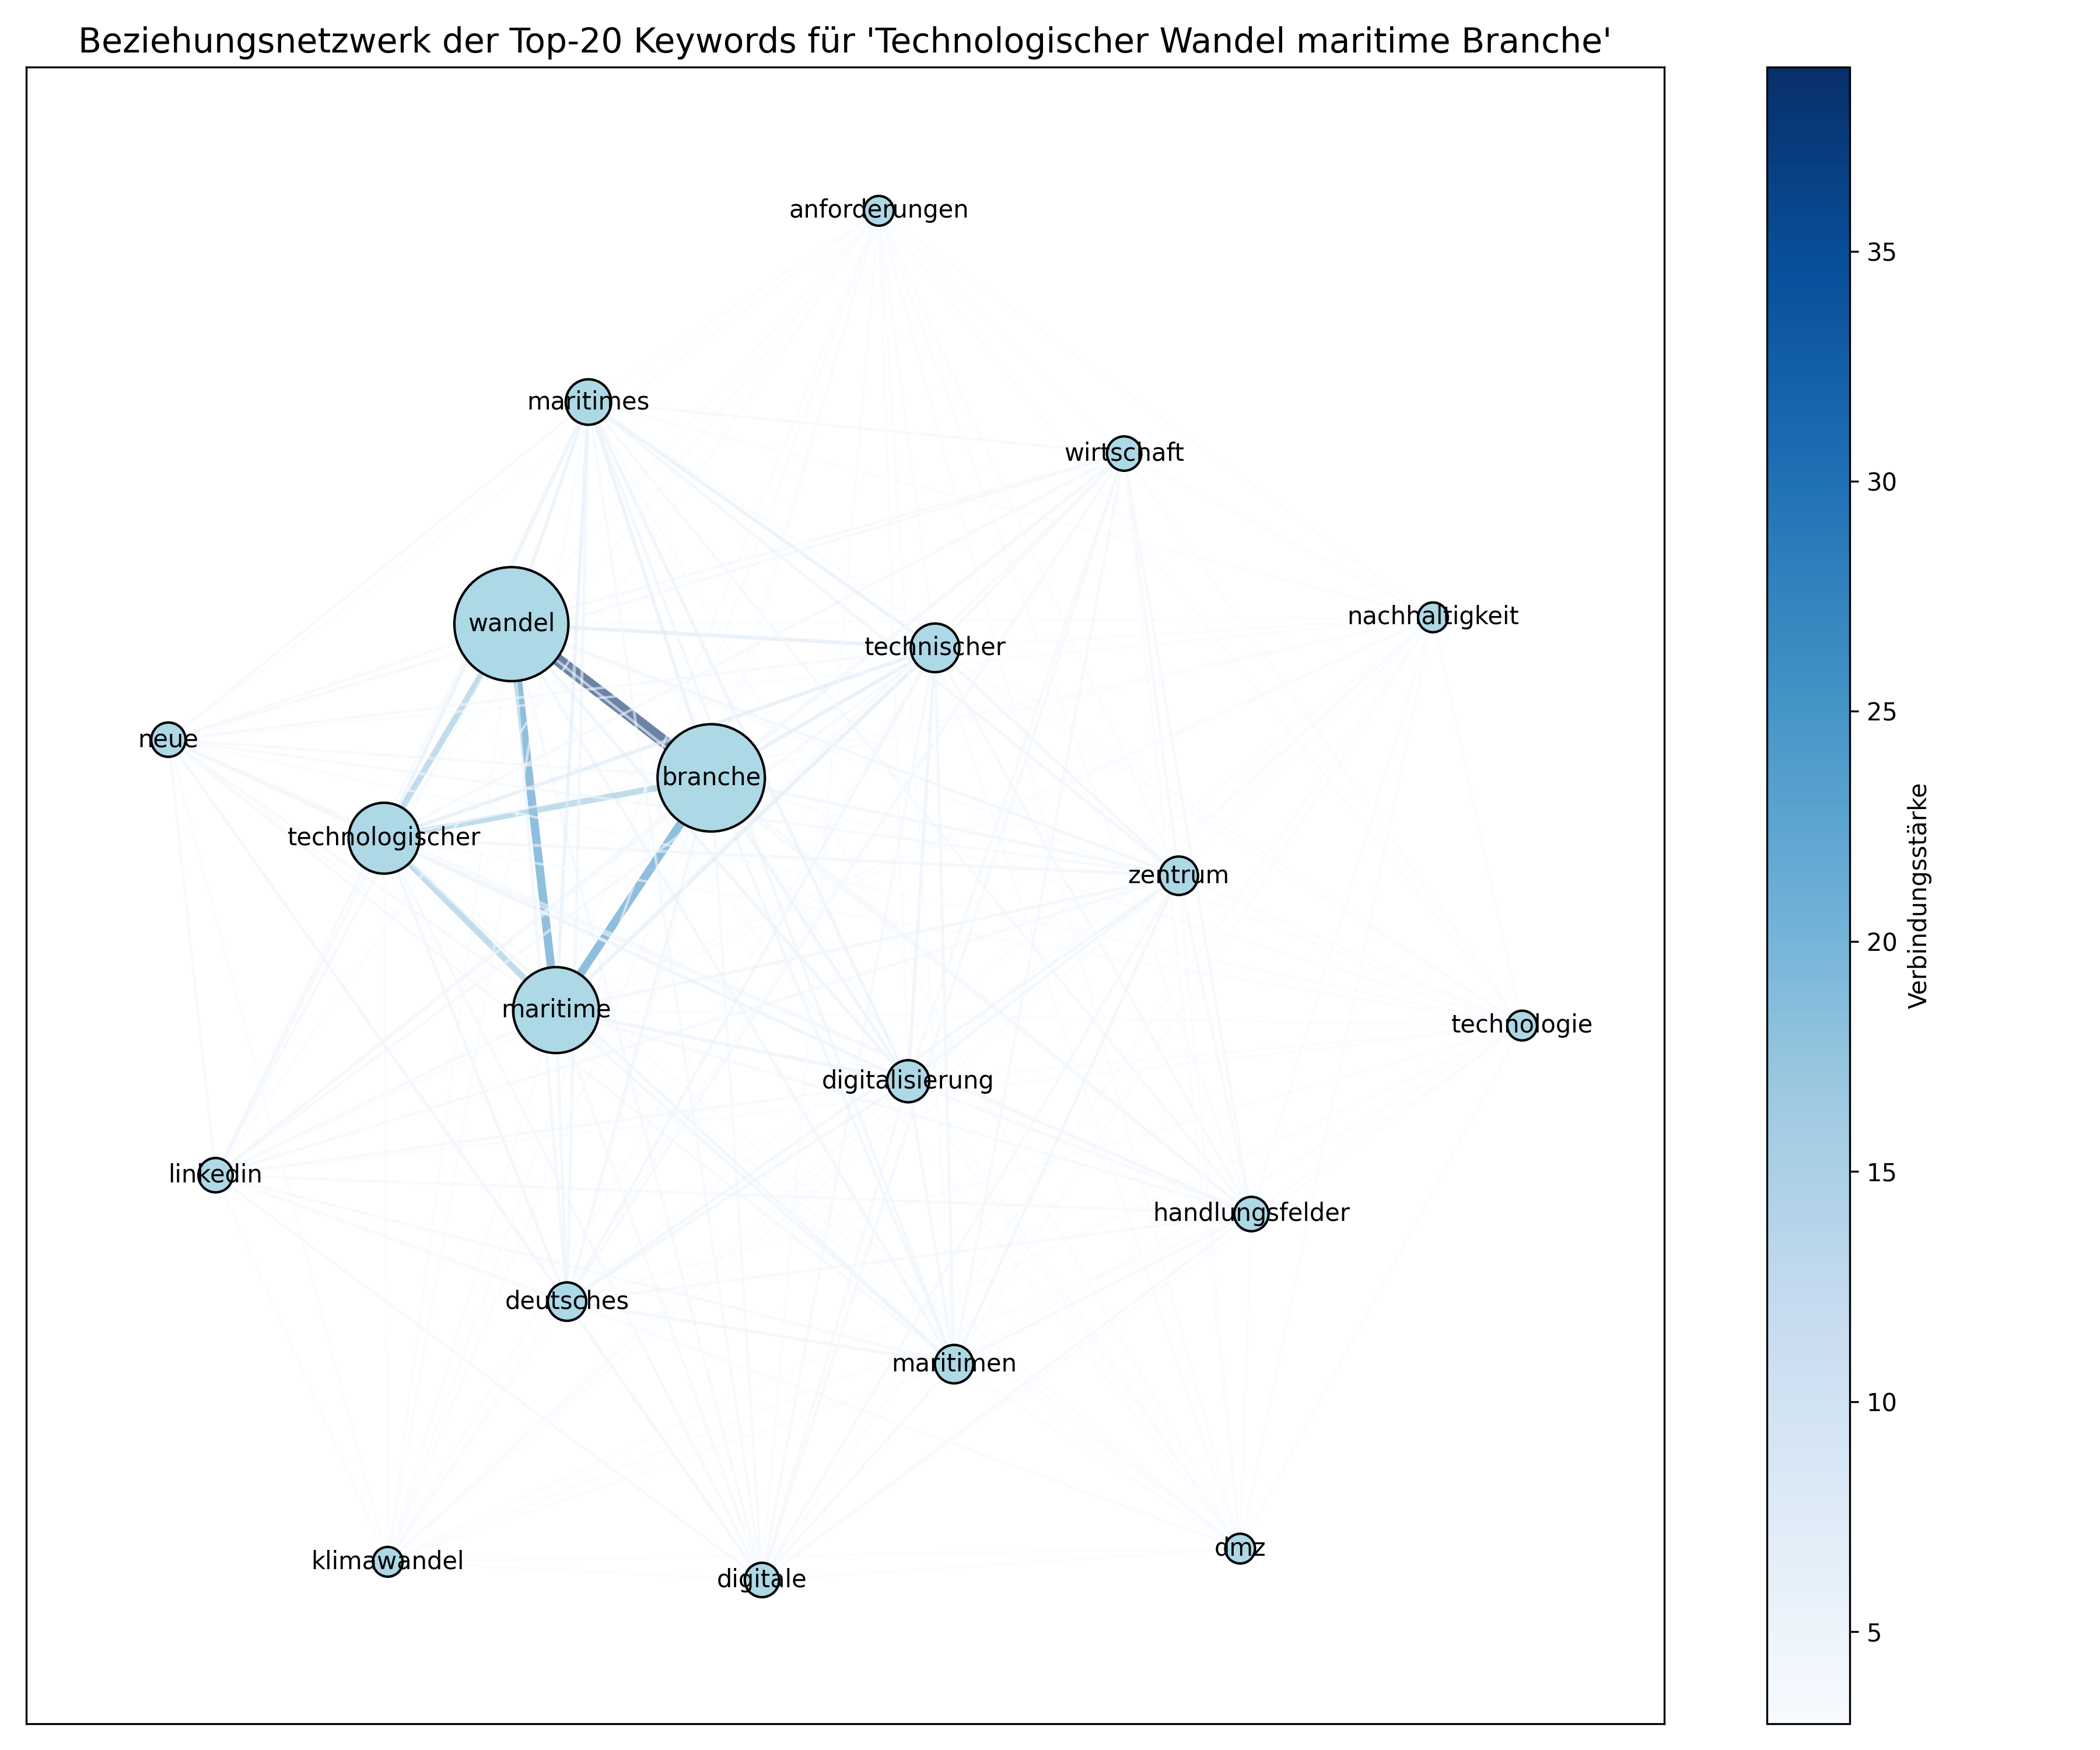 Beziehungsnetzwerk der Top-20 Keywords für 'Technologischer Wandel maritime Branche'
anforderungen
maritimes
wirtschaft
nachhaltigkeit
wandel
technischer
neue
branche
technologischer
zentrum
maritime
technologie
digitalisierung
linkedin
handlungsfelder
deutsches
maritimen
dmz
klimawandel
digitale
35
30
25
20
15
10
5
Verbindungsstärke